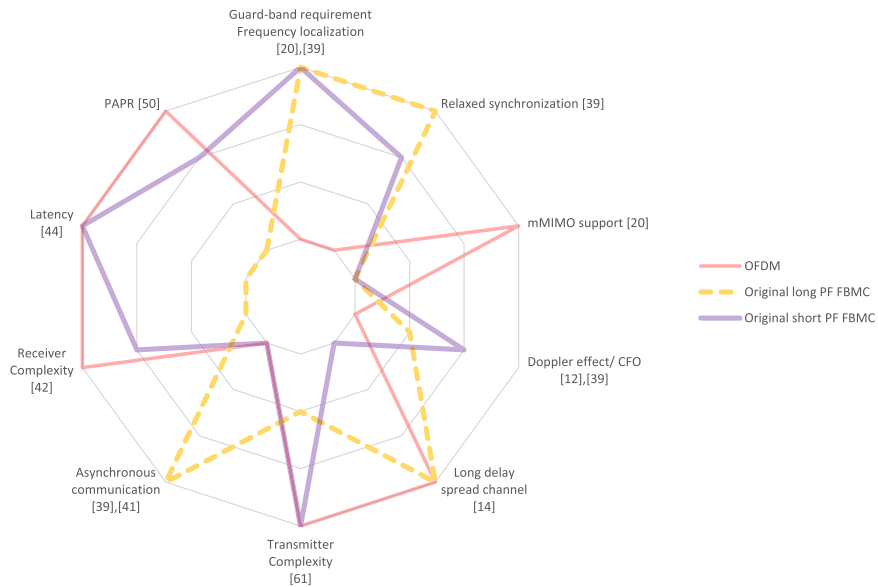 Guard-band requirement
Frequency localization
[20],[39]
PAPR [50]
Relaxed synchronization [39]
Latency
[44]
mMIMO support [20]
OFDM
Original long PF FBMC
Original short PF FBMC
Receiver
Complexity
[42]
Doppler effect/ CFO
[12],[39]
Asynchronous
communication
[39],[41]
Long delay
spread channel
[14]
Transmitter
Complexity
[61]